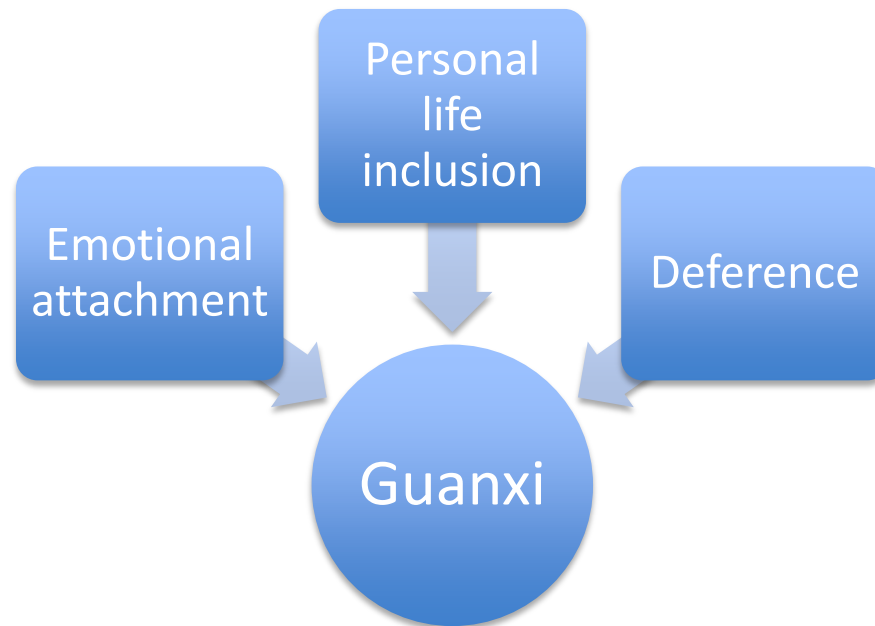 Personal
life
inclusion
Emotional
attachment
Deference
Guanxi